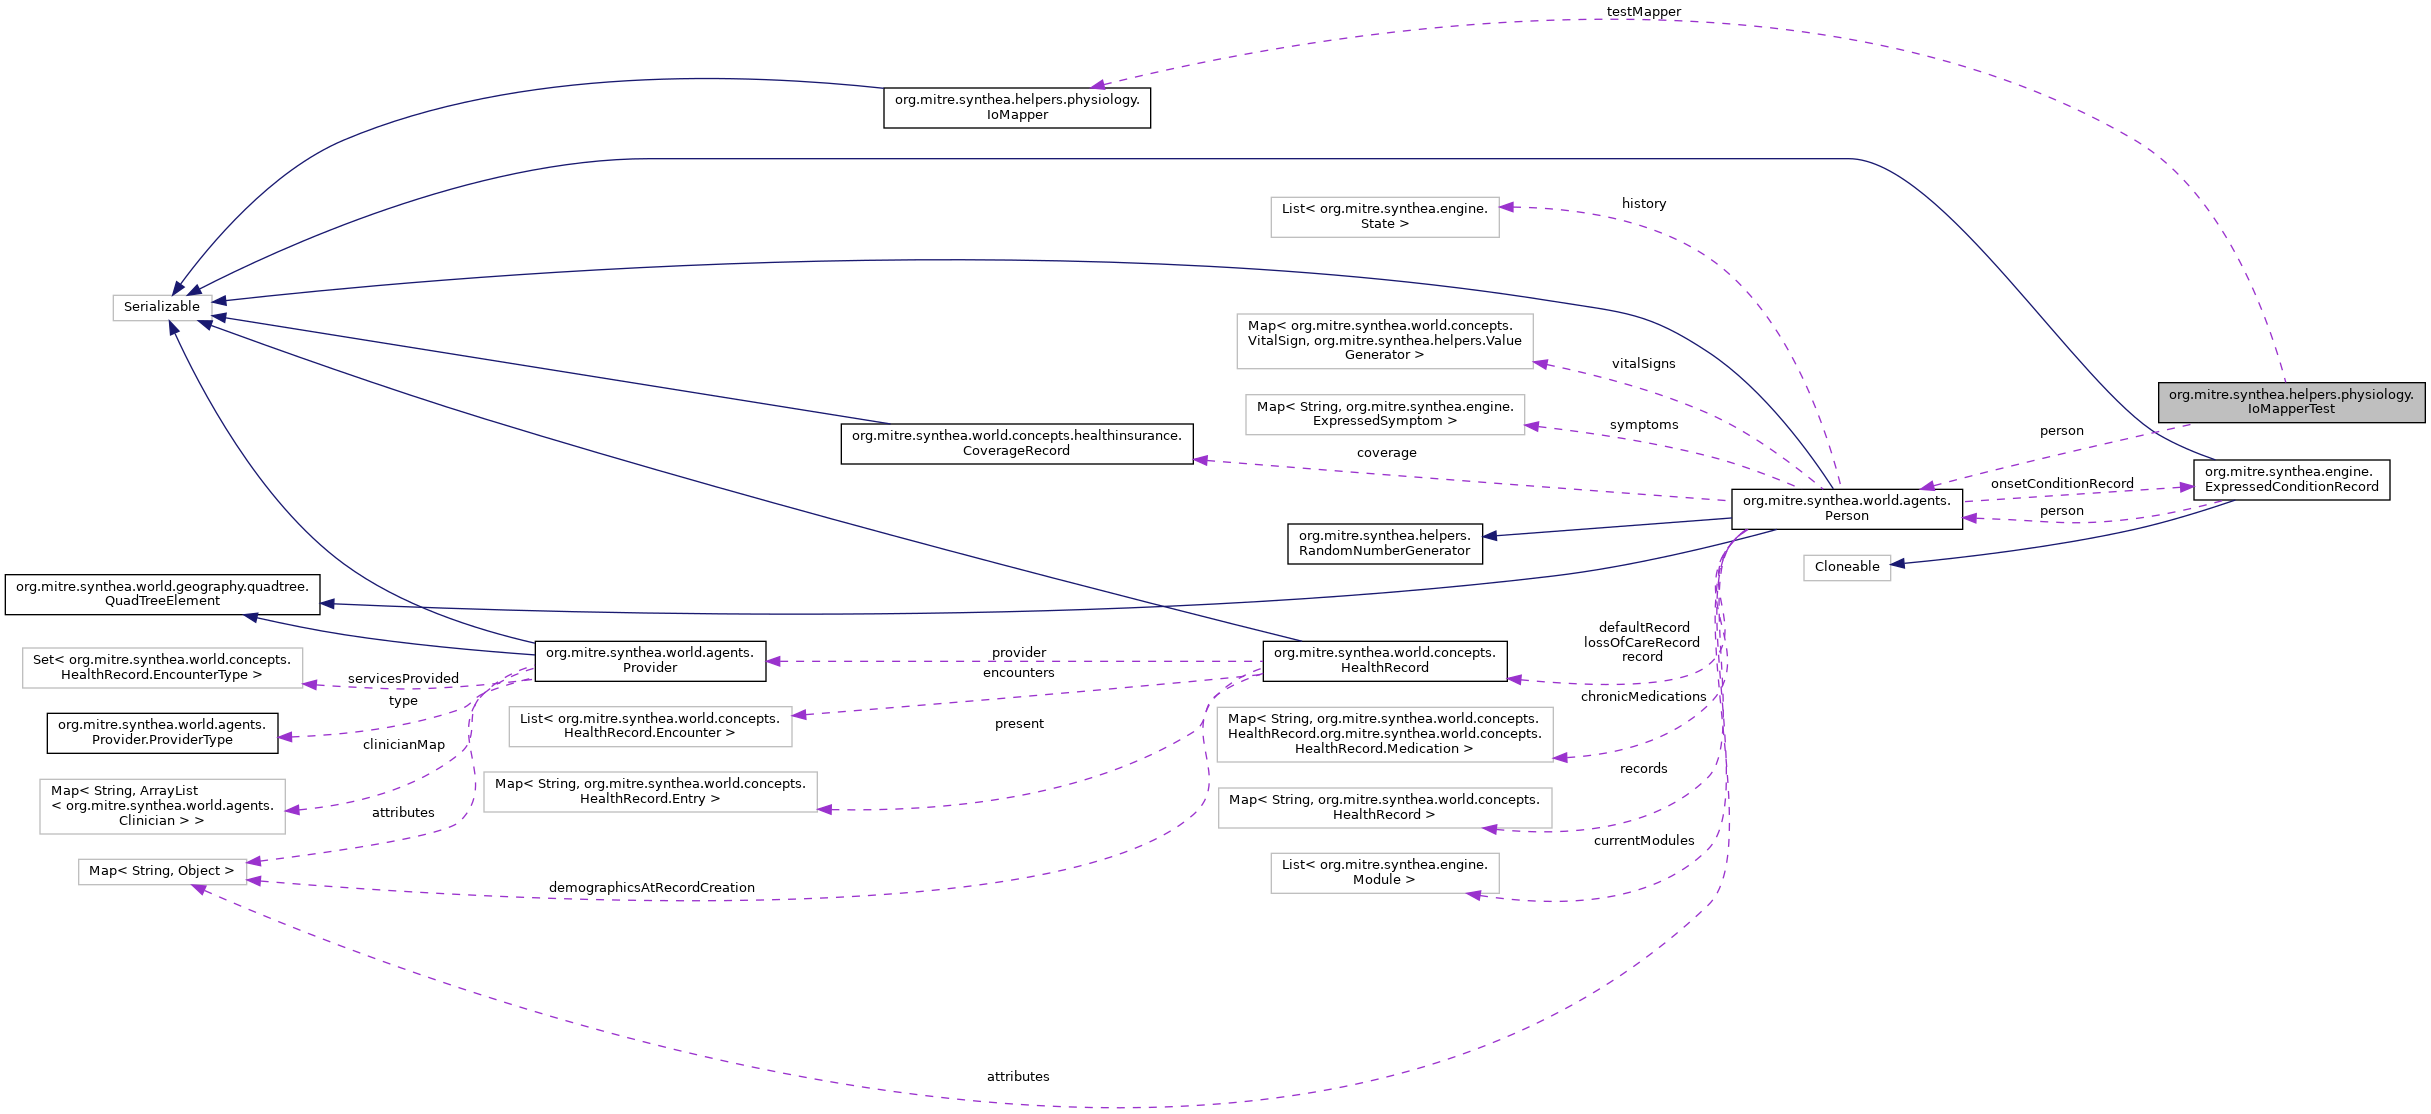 testMapper
org.mitre.synthea.helpers.physiology.
IoMapper
history
List< org.mitre.synthea.engine.
State >
Serializable
Map< org.mitre.synthea.world.concepts.
VitalSign, org.mitre.synthea.helpers.Value
Generator >
vitalSigns
org.mitre.synthea.helpers.physiology.
IoMapperTest
Map< String, org.mitre.synthea.engine.
ExpressedSymptom >
symptoms
person
org.mitre.synthea.world.concepts.healthinsurance.
CoverageRecord
coverage
org.mitre.synthea.engine.
ExpressedConditionRecord
onsetConditionRecord
org.mitre.synthea.world.agents.
Person
person
org.mitre.synthea.helpers.
RandomNumberGenerator
Cloneable
org.mitre.synthea.world.geography.quadtree.
QuadTreeElement
defaultRecord
lossOfCareRecord
record
org.mitre.synthea.world.agents.
Provider
provider
org.mitre.synthea.world.concepts.
HealthRecord
Set< org.mitre.synthea.world.concepts.
HealthRecord.EncounterType >
servicesProvided
encounters
type
chronicMedications
org.mitre.synthea.world.agents.
Provider.ProviderType
List< org.mitre.synthea.world.concepts.
HealthRecord.Encounter >
present
Map< String, org.mitre.synthea.world.concepts.
HealthRecord.org.mitre.synthea.world.concepts.
HealthRecord.Medication >
clinicianMap
records
Map< String, ArrayList
< org.mitre.synthea.world.agents.
Clinician > >
Map< String, org.mitre.synthea.world.concepts.
HealthRecord.Entry >
Map< String, org.mitre.synthea.world.concepts.
HealthRecord >
attributes
currentModules
Map< String, Object >
List< org.mitre.synthea.engine.
Module >
demographicsAtRecordCreation
attributes